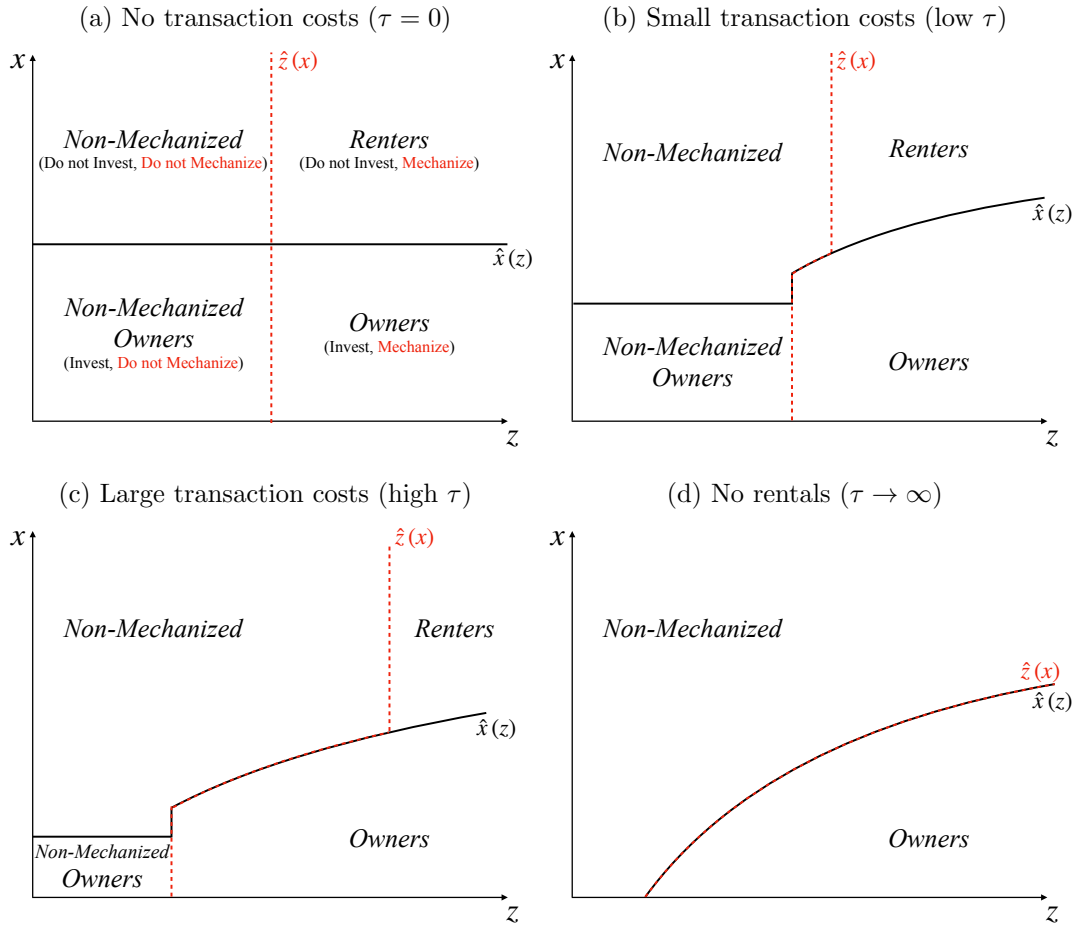 (a) No transaction costs (τ = 0)
x
ẑ(x)
Non-Mechanized
(Do not Invest, Do not Mechanize)
Renters
(Do not Invest, Mechanize)
x̂(z)
Non-Mechanized
Owners
(Invest, Do not Mechanize)
Owners
(Invest, Mechanize)
z
(b) Small transaction costs (low τ)
x
ẑ(x)
Non-Mechanized
Renters
x̂(z)
Non-Mechanized
Owners
Owners
z
(c) Large transaction costs (high τ)
x
ẑ(x)
Non-Mechanized
Renters
x̂(z)
Non-Mechanized
Owners
Owners
z
(d) No rentals (τ → ∞)
x
Non-Mechanized
ẑ(x)
x̂(z)
Owners
z